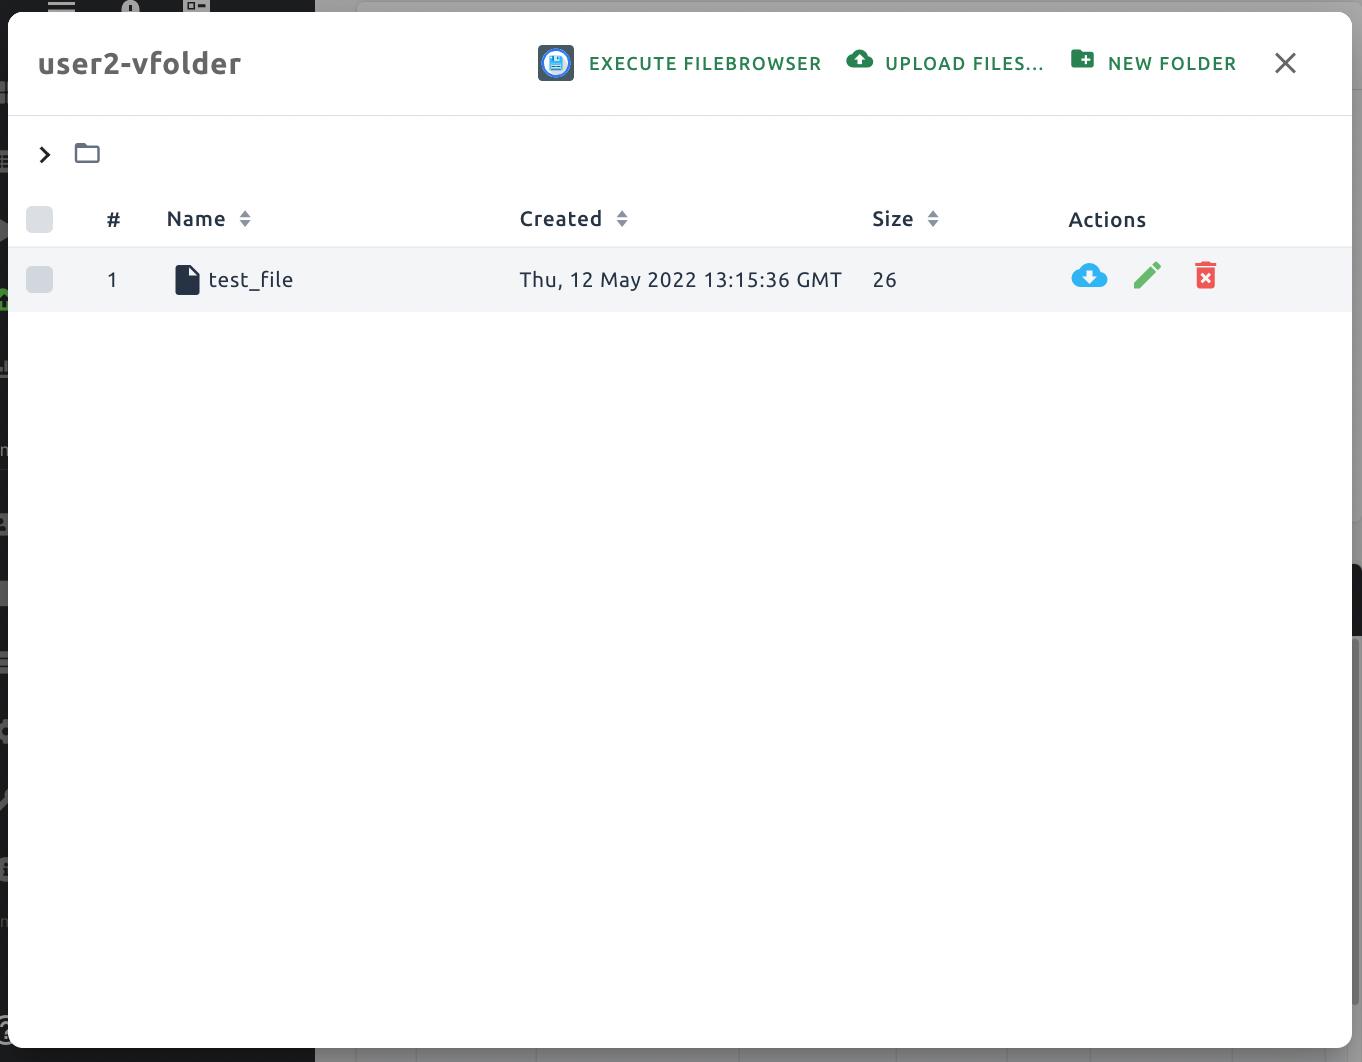 user2-vfolder
EXECUTE FILEBROWSER
UPLOAD FILES...
NEW FOLDER
# Name Created Size Actions
1 test_file Thu, 12 May 2022 13:15:36 GMT 26